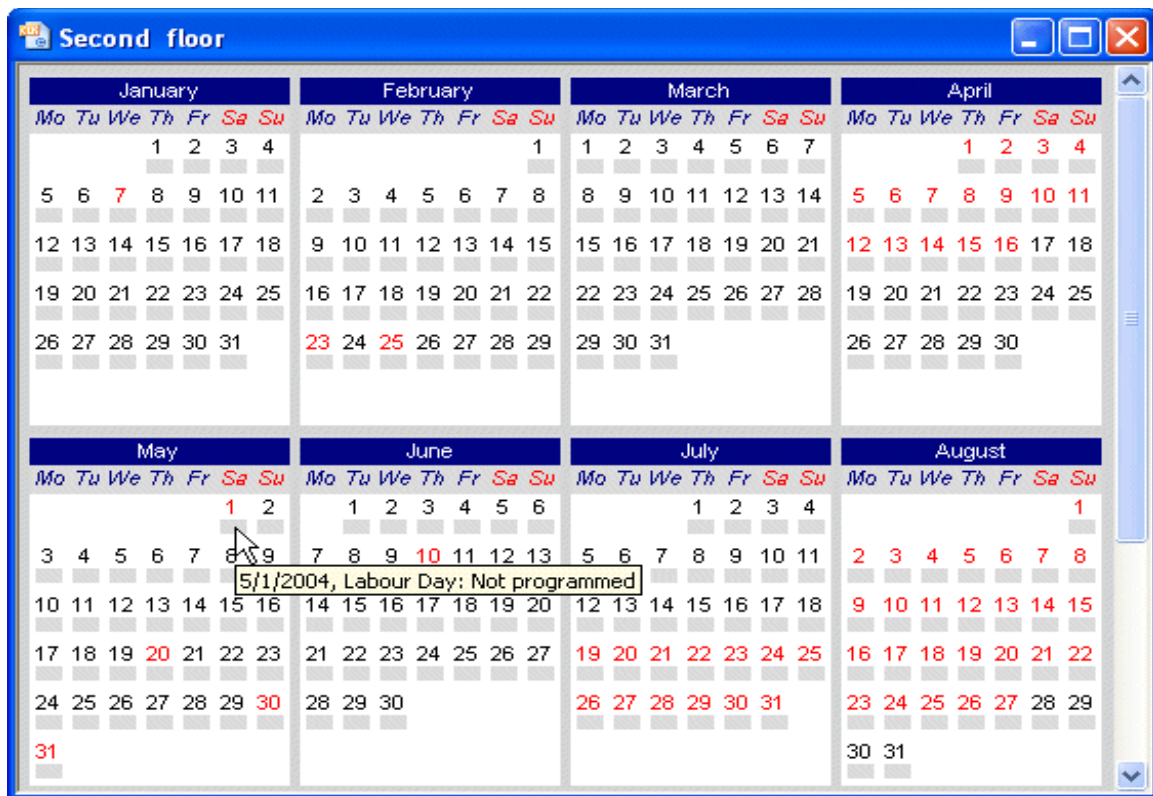 Second floor
January February March April
Mo Tu We Th Fr Sa Su Mo Tu We Th Fr Sa Su Mo Tu We Th Fr Sa Su Mo Tu We Th Fr Sa Su
1 2 3 4 1 1 2 3 4 5 6 7 1 2 3 4
5 6 7 8 9 10 11 2 3 4 5 6 7 8 8 9 10 11 12 13 14 5 6 7 8 9 10 11
12 13 14 15 16 17 18 9 10 11 12 13 14 15 15 16 17 18 19 20 21 12 13 14 15 16 17 18
19 20 21 22 23 24 25 16 17 18 19 20 21 22 22 23 24 25 26 27 28 19 20 21 22 23 24 25
26 27 28 29 30 31 23 24 25 26 27 28 29 29 30 31 26 27 28 29 30
May June July August
Mo Tu We Th Fr Sa Su Mo Tu We Th Fr Sa Su Mo Tu We Th Fr Sa Su Mo Tu We Th Fr Sa Su
1 2 1 2 3 4 5 6 1 2 3 4 1
3 4 5 6 7 8 9 7 8 9 10 11 12 13 5 6 7 8 9 10 11 2 3 4 5 6 7 8
5/1/2004, Labour Day: Not programmed
10 11 12 13 14 15 16 14 15 16 17 18 19 20 12 13 14 15 16 17 18 9 10 11 12 13 14 15
17 18 19 20 21 22 23 21 22 23 24 25 26 27 19 20 21 22 23 24 25 16 17 18 19 20 21 22
24 25 26 27 28 29 30 28 29 30 26 27 28 29 30 31 23 24 25 26 27 28 29
31 30 31